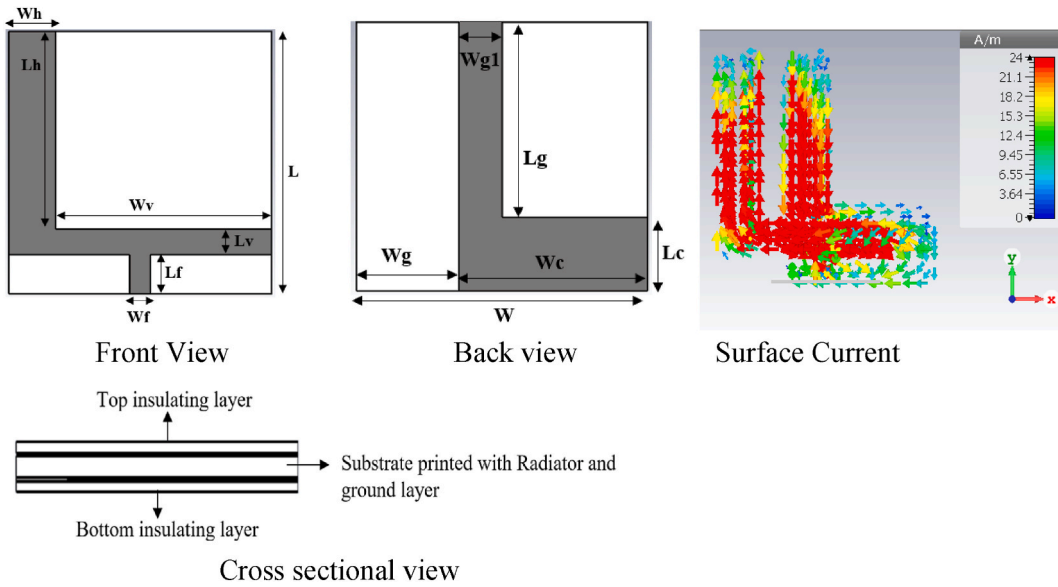 Wh
Lh
L
Wv
Lv
Lf
Wf
Front View
Wg1
Lg
Wg
Wc
Lc
W
Back view
A/m
24
21.1
18.2
15.3
12.4
9.45
6.55
3.64
0
y
x
Surface Current
Top insulating layer
Substrate printed with Radiator and
ground layer
Bottom insulating layer
Cross sectional view